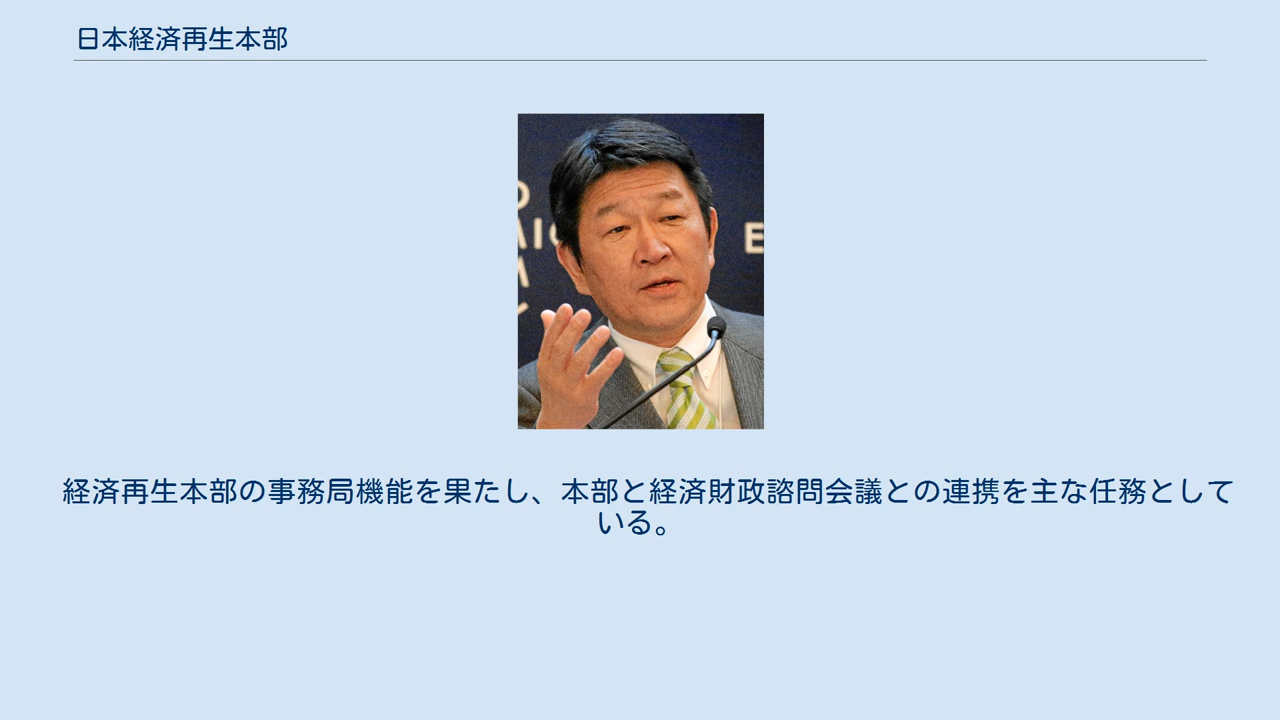 日本経済再生本部
経済再生本部の事務局機能を果たし、本部と経済財政諮問会議との連携を主な任務として
いる。